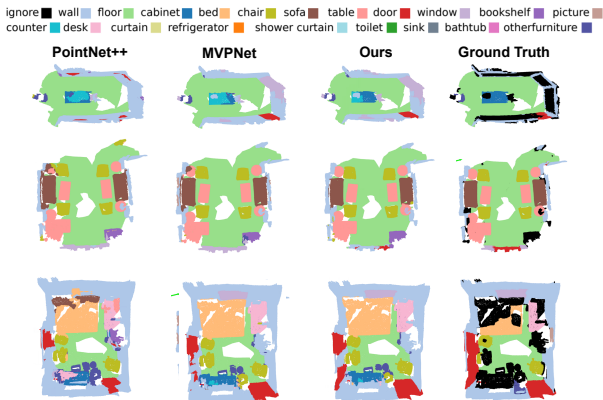 ignore wall floor cabinet bed chair sofa table door window bookshelf picture
counter desk curtain refrigerator shower curtain toilet sink bathtub otherfurniture
PointNet++ MVPNet Ours Ground Truth